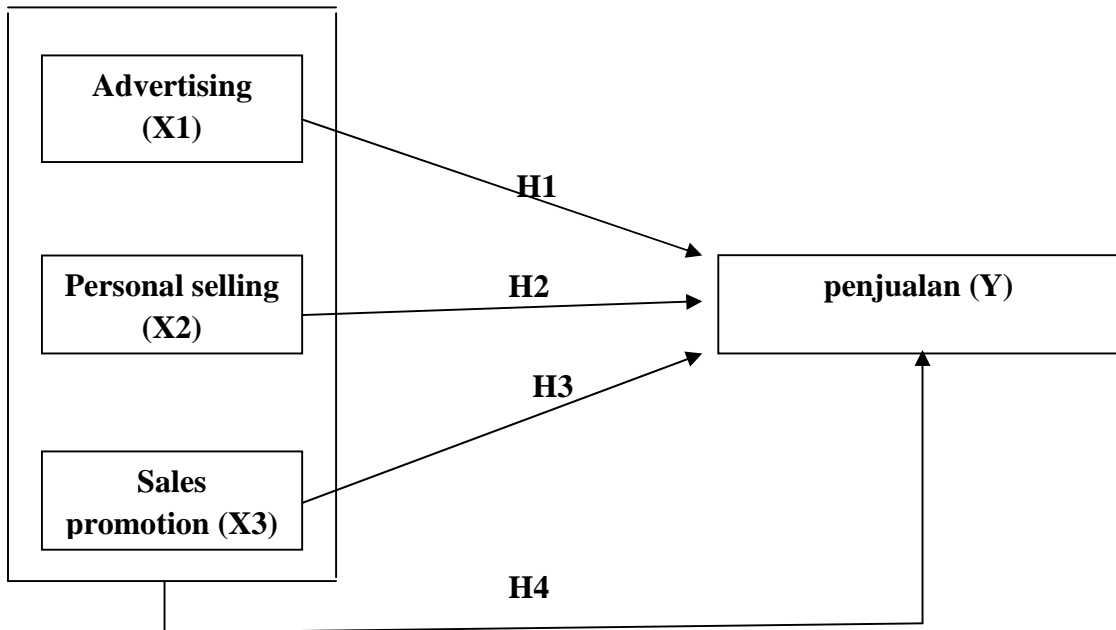 Advertising
(X1)
H1
Personal selling
(X2)
H2
penjualan (Y)
H3
Sales
promotion (X3)
H4